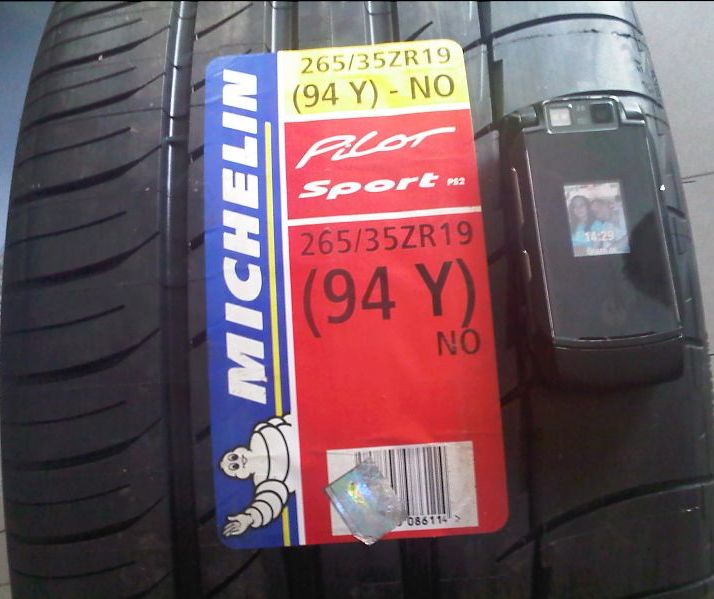 MICHELIN
265/35ZR19
(94 Y) - NO
Pilot
Sport PS2
265/35ZR19
(94 Y)
NO
086114 >
14:29